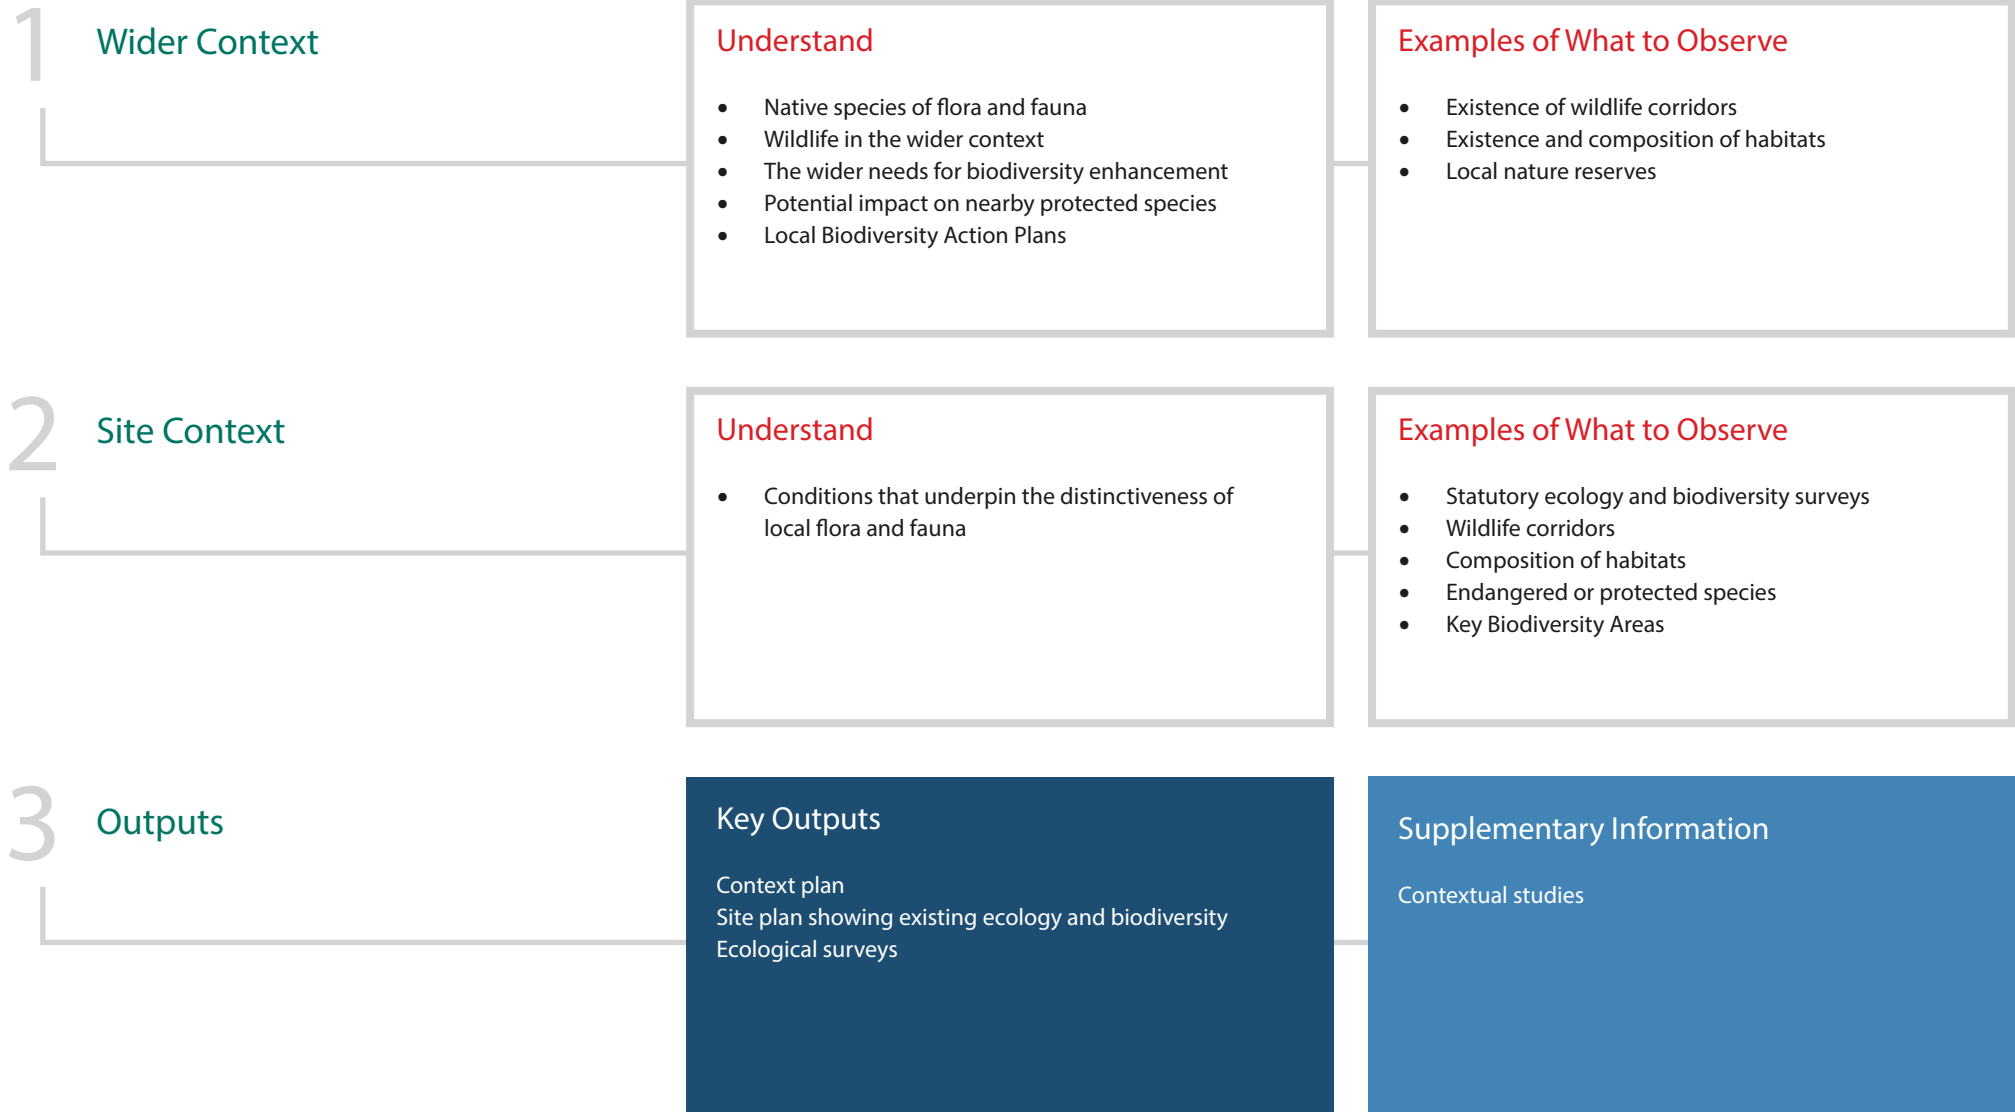 1
Wider Context
Understand
• Native species of flora and fauna
• Wildlife in the wider context
• The wider needs for biodiversity enhancement
• Potential impact on nearby protected species
• Local Biodiversity Action Plans
Examples of What to Observe
• Existence of wildlife corridors
• Existence and composition of habitats
• Local nature reserves
2
Site Context
Understand
• Conditions that underpin the distinctiveness of
local flora and fauna
Examples of What to Observe
• Statutory ecology and biodiversity surveys
• Wildlife corridors
• Composition of habitats
• Endangered or protected species
• Key Biodiversity Areas
3
Outputs
Key Outputs
Context plan
Site plan showing existing ecology and biodiversity
Ecological surveys
Supplementary Information
Contextual studies